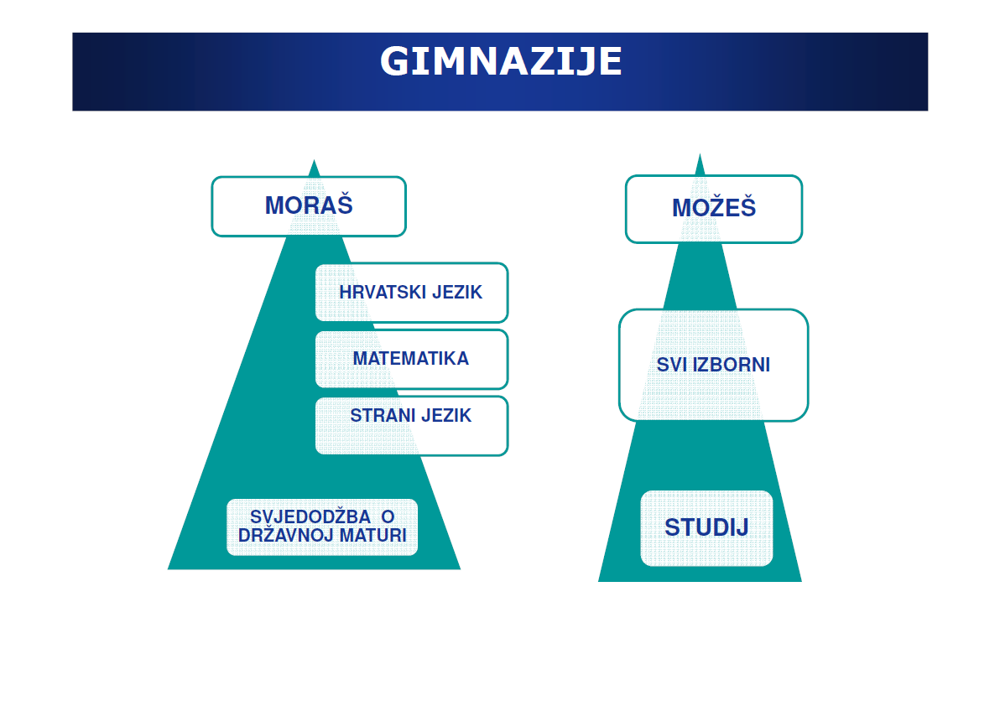 GIMNAZIJE
MORAŠ
HRVATSKI JEZIK
MATEMATIKA
STRANI JEZIK
SVJEDODŽBA O
DRŽAVNOJ MATURI
MOŽEŠ
SVI IZBORNI
STUDIJ